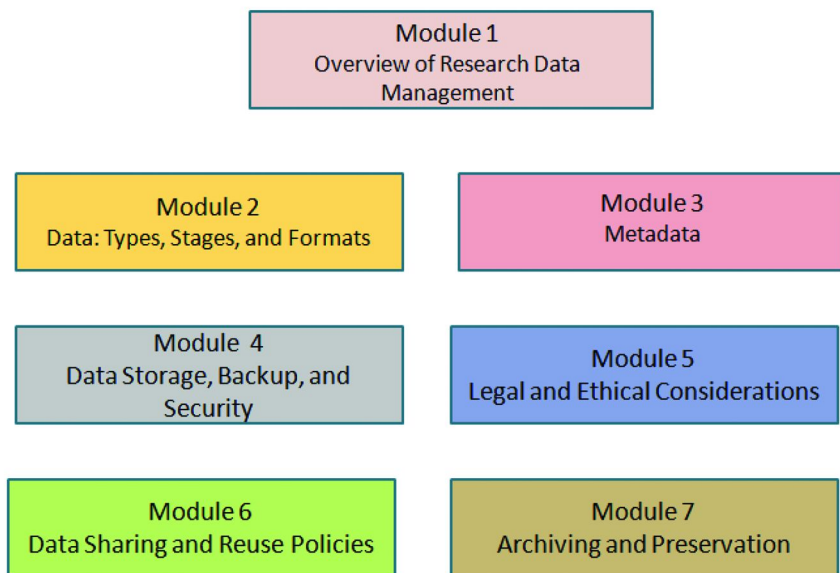 Module 1
Overview of Research Data
Management
Module 2
Data: Types, Stages, and Formats
Module 3
Metadata
Module 4
Data Storage, Backup, and
Security
Module 5
Legal and Ethical Considerations
Module 6
Data Sharing and Reuse Policies
Module 7
Archiving and Preservation